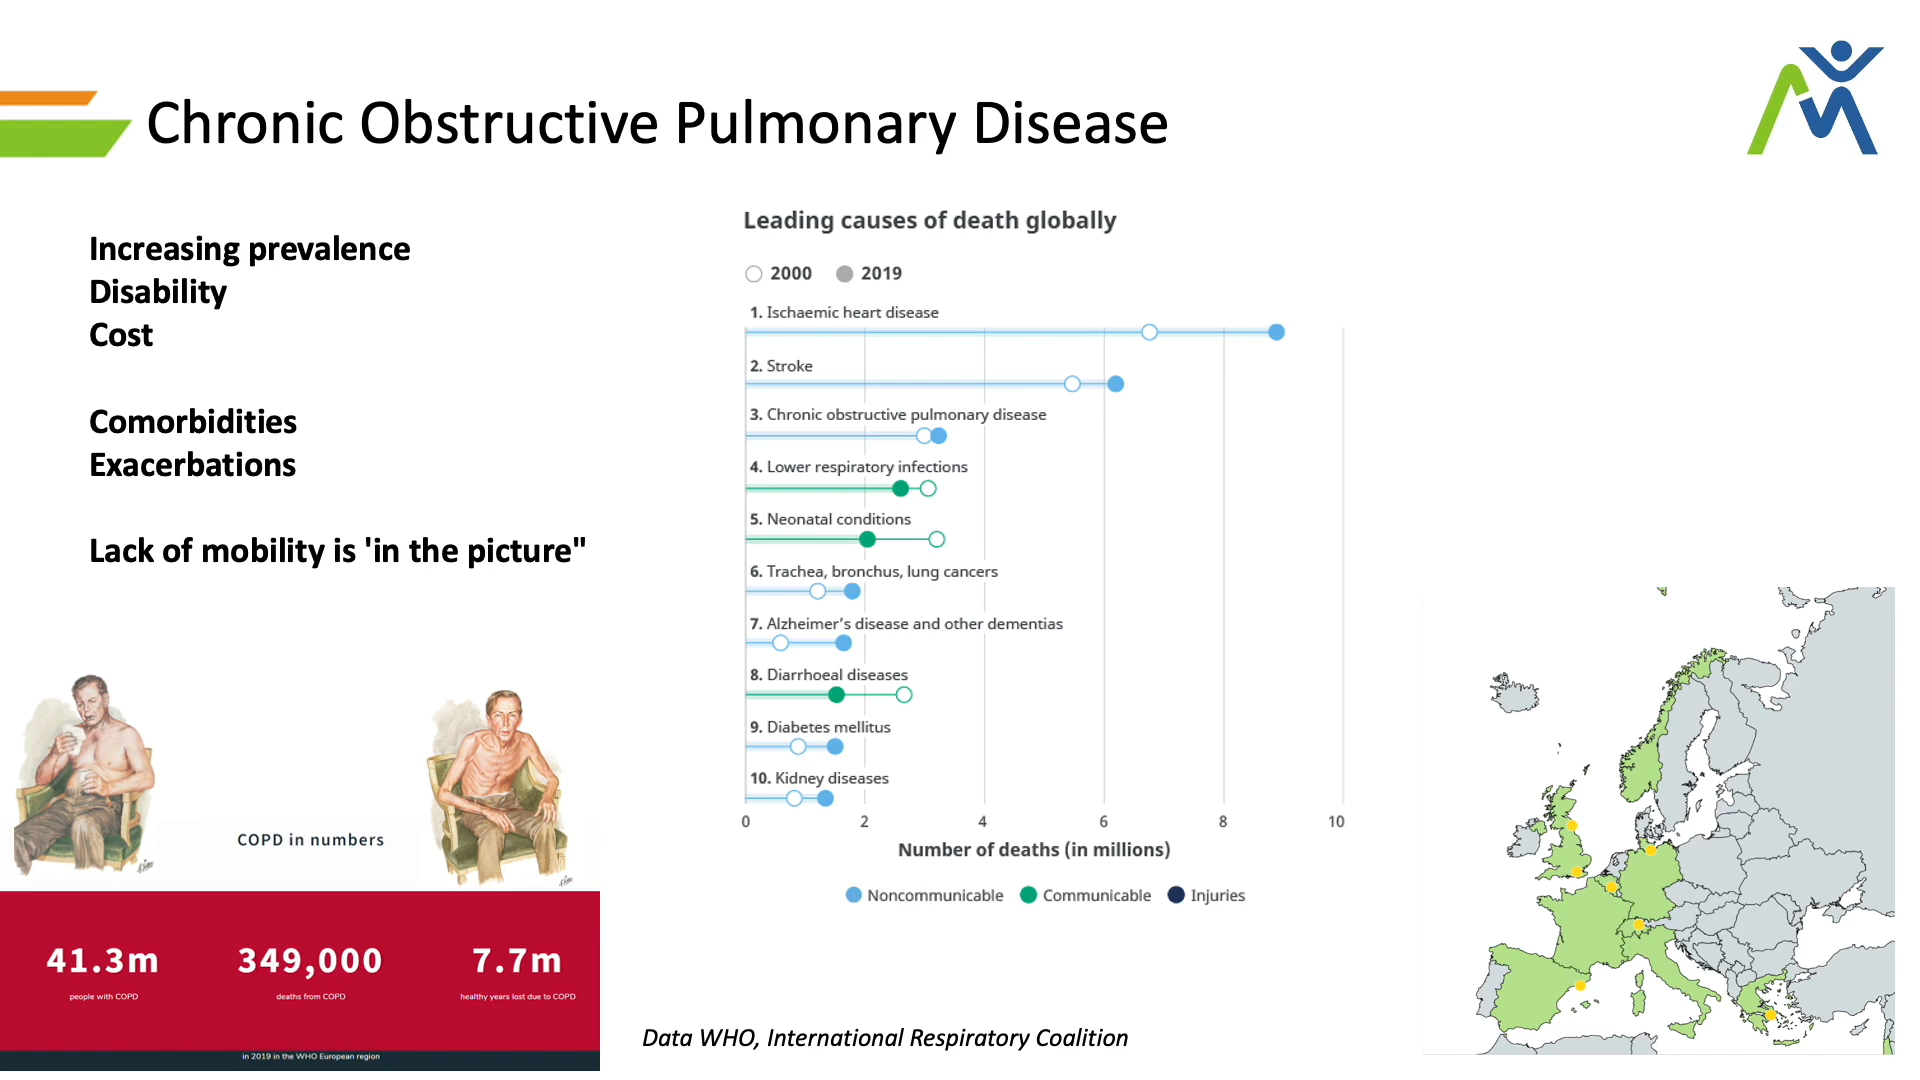 Chronic Obstructive Pulmonary Disease
Increasing prevalence
Disability
Cost
Comorbidities
Exacerbations
Lack of mobility is 'in the picture"
COPD in numbers
41.3m
people with COPD
349,000
deaths from COPD
7.7m
healthy years lost due to COPD
in 2019 in the WHO European region
Leading causes of death globally
2000 2019
1. Ischaemic heart disease
2. Stroke
3. Chronic obstructive pulmonary disease
4. Lower respiratory infections
5. Neonatal conditions
6. Trachea, bronchus, lung cancers
7. Alzheimer's disease and other dementias
8. Diarrhoeal diseases
9. Diabetes mellitus
10. Kidney diseases
0 2 4 6 8 10
Number of deaths (in millions)
Noncommunicable Communicable Injuries
Data WHO, International Respiratory Coalition